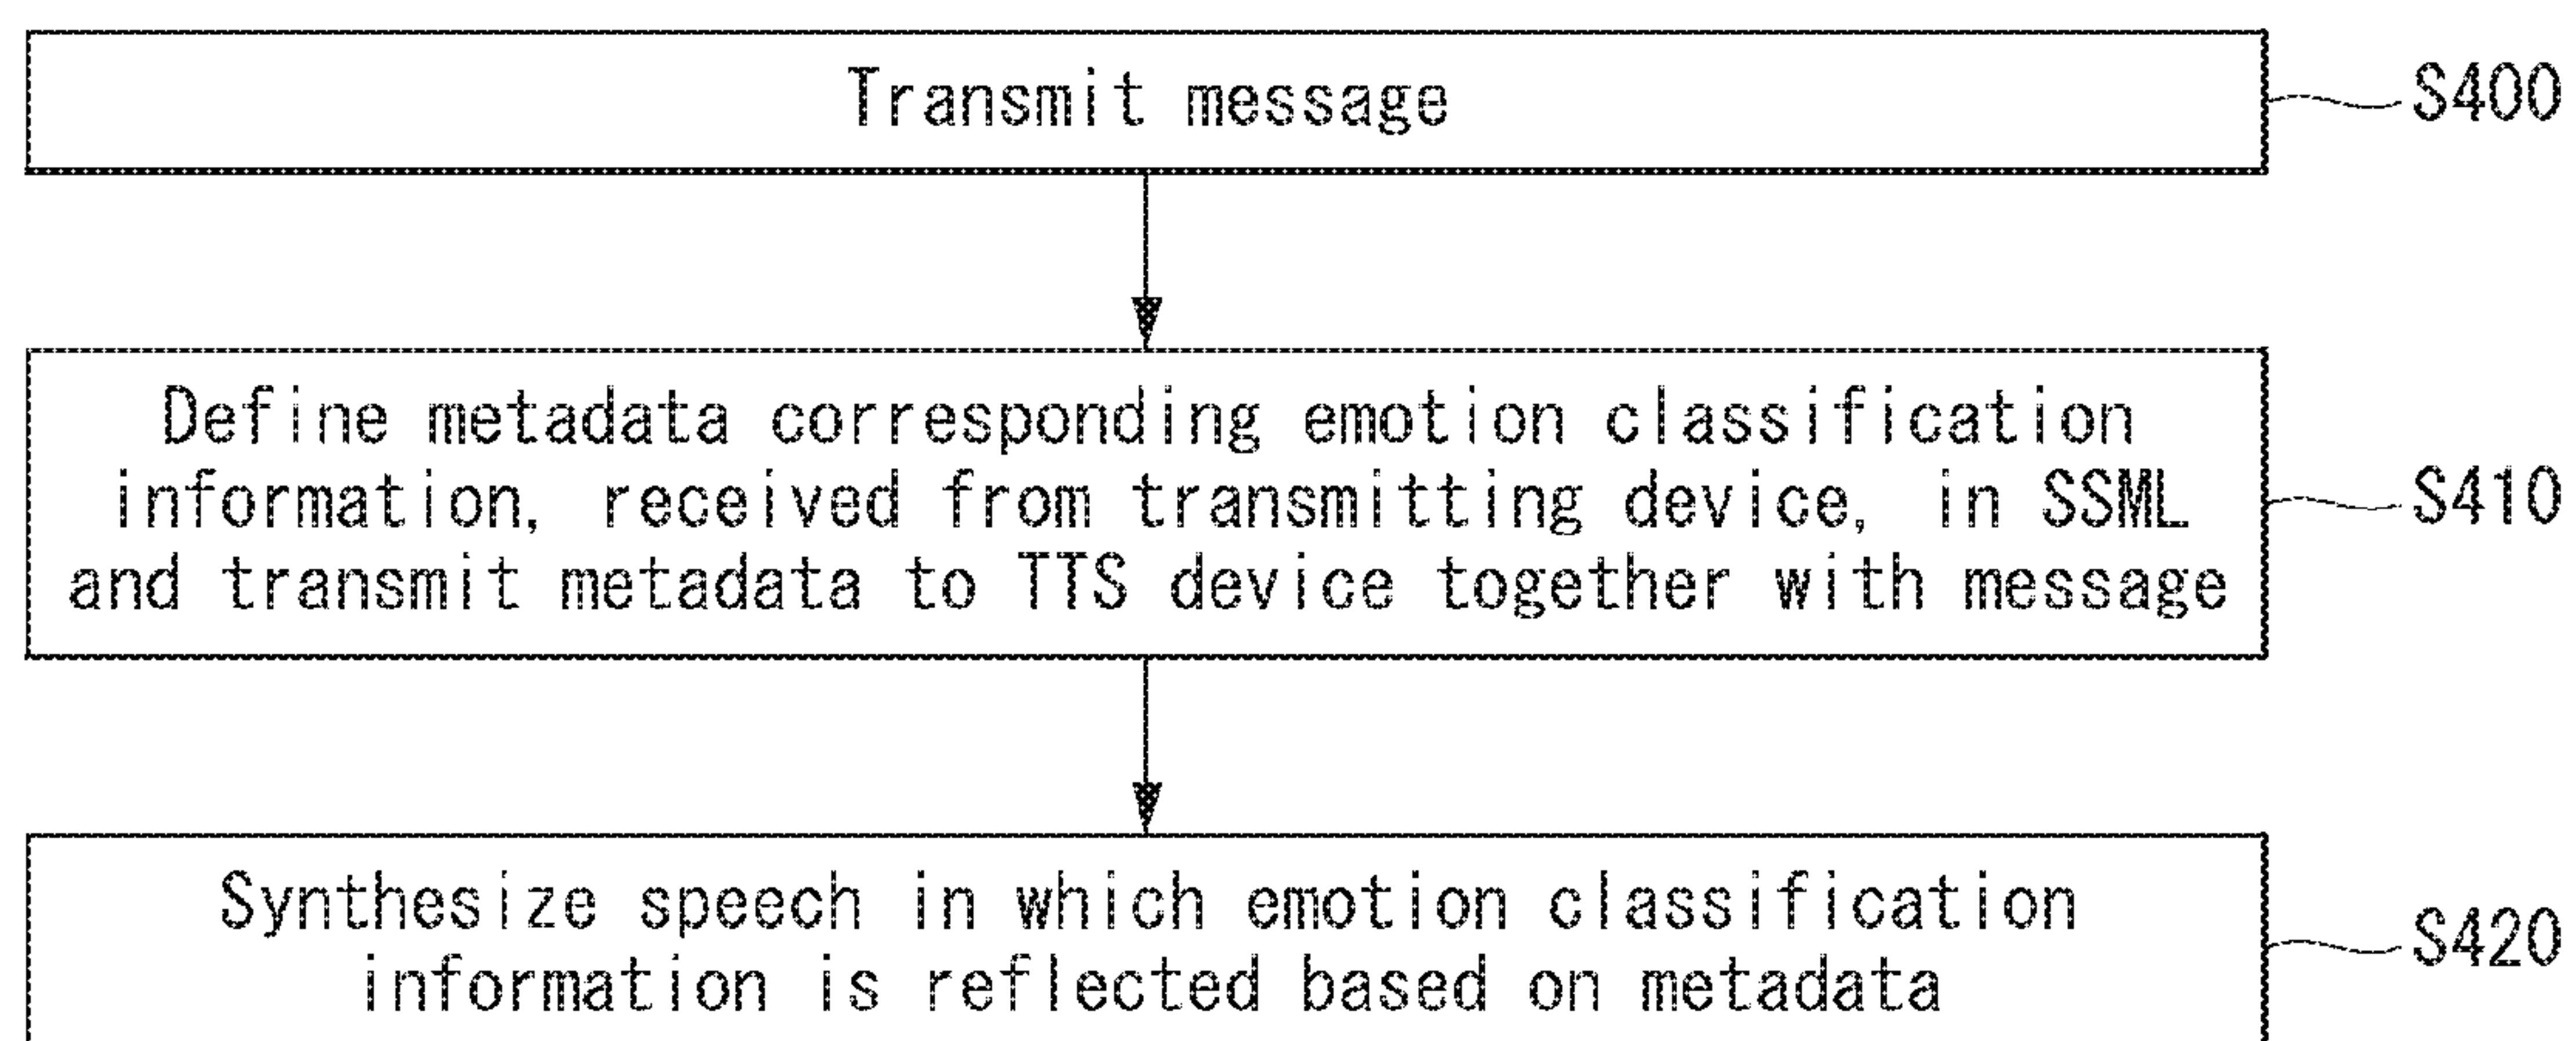 Transmit message
S400
Define metadata corresponding emotion classification
information, received from transmitting device, in SSML
and transmit metadata to TTS device together with message
S410
Synthesize speech in which emotion classification
information is reflected based on metadata
S420